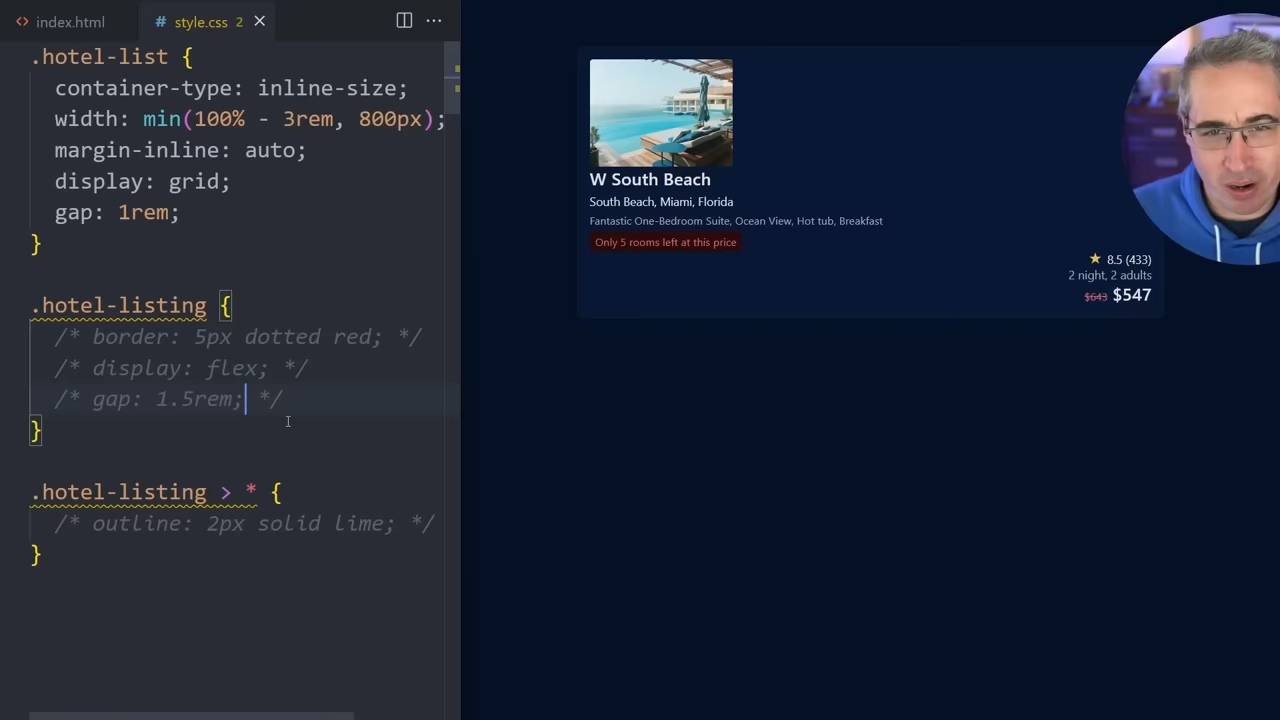 index.html
style.css 2
.hotel-list {
container-type: inline-size;
width: min(100% - 3rem, 800px);
margin-inline: auto;
display: grid;
gap: 1rem;
}
.hotel-listing {
/* border: 5px dotted red; */
/* display: flex; */
/* gap: 1.5rem; */
}
.hotel-listing > * {
/* outline: 2px solid lime; */
}
W South Beach
South Beach, Miami, Florida
Fantastic One-Bedroom Suite, Ocean View, Hot tub, Breakfast
Only 5 rooms left at this price
8.5 (433)
2 night, 2 adults
$643 $547